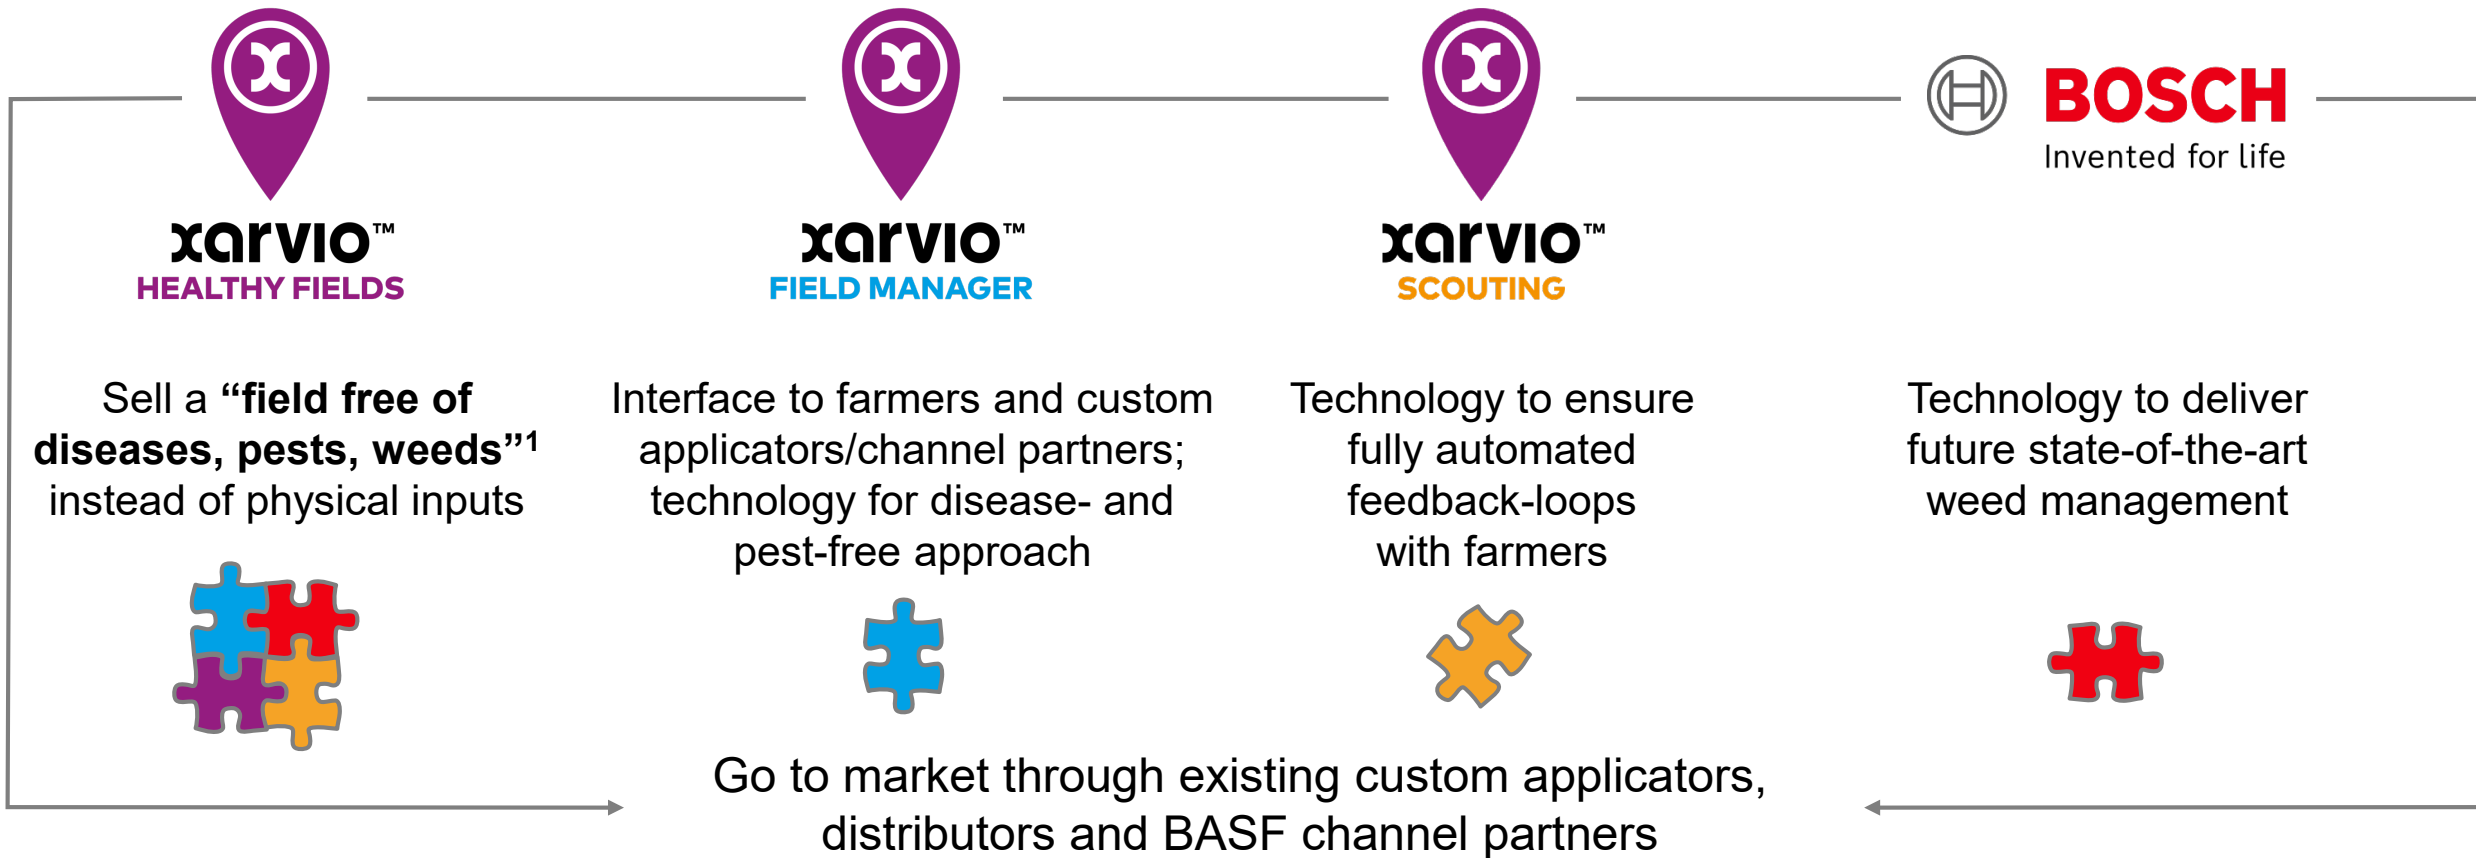 xarvio™
HEALTHY FIELDS
Sell a “field free of
diseases, pests, weeds”¹
instead of physical inputs
xarvio™
FIELD MANAGER
Interface to farmers and custom
applicators/channel partners;
technology for disease- and
pest-free approach
xarvio™
SCOUTING
Technology to ensure
fully automated
feedback-loops
with farmers
BOSCH
Invented for life
Technology to deliver
future state-of-the-art
weed management
Go to market through existing custom applicators,
distributors and BASF channel partners